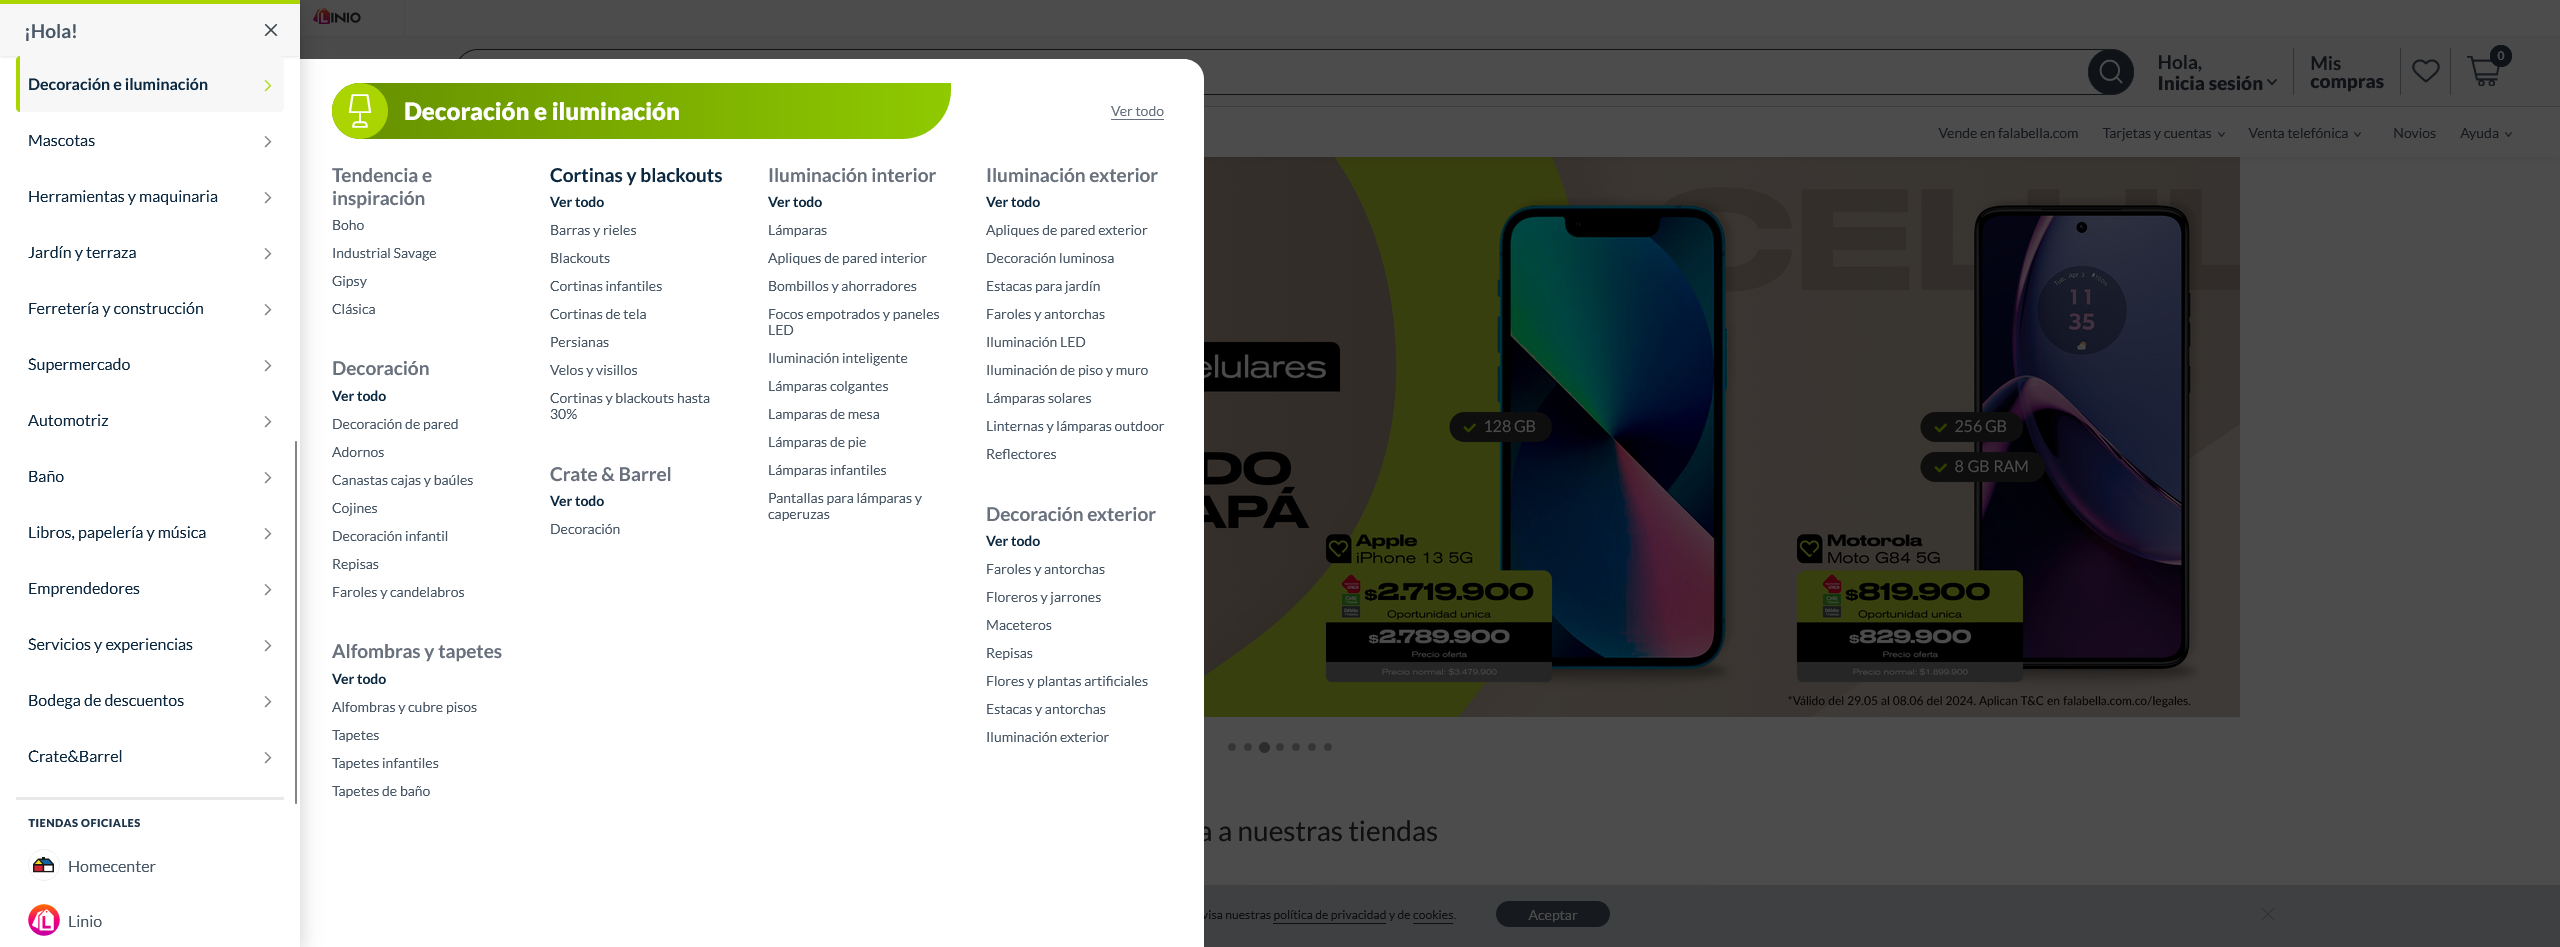 ¡Hola!
Decoración e iluminación
Mascotas
Herramientas y maquinaria
Jardín y terraza
Ferretería y construcción
Supermercado
Automotriz
Baño
Libros, papelería y música
Emprendedores
Servicios y experiencias
Bodega de descuentos
Crate&Barrel
TIENDAS OFICIALES
Homecenter
Linio
Decoración e iluminación
Ver todo
Tendencia e
inspiración
Boho
Industrial Savage
Gipsy
Clásica
Decoración
Ver todo
Decoración de pared
Adornos
Canastas cajas y baúles
Cojines
Decoración infantil
Repisas
Faroles y candelabros
Alfombras y tapetes
Ver todo
Alfombras y cubre pisos
Tapetes
Tapetes infantiles
Tapetes de baño
Cortinas y blackouts
Ver todo
Barras y rieles
Blackouts
Cortinas infantiles
Cortinas de tela
Persianas
Velos y visillos
Cortinas y blackouts hasta
30%
Crate & Barrel
Ver todo
Decoración
Iluminación interior
Ver todo
Lámparas
Apliques de pared interior
Bombillos y ahorradores
Focos empotrados y paneles
LED
Iluminación inteligente
Lámparas colgantes
Lamparas de mesa
Lámparas de pie
Lámparas infantiles
Pantallas para lámparas y
caperuzas
Iluminación exterior
Ver todo
Apliques de pared exterior
Decoración luminosa
Estacas para jardín
Faroles y antorchas
Iluminación LED
Iluminación de piso y muro
Lámparas solares
Linternas y lámparas outdoor
Reflectores
Decoración exterior
Ver todo
Faroles y antorchas
Floreros y jarrones
Maceteros
Repisas
Flores y plantas artificiales
Estacas y antorchas
Iluminación exterior
LINIO
Hola,
Inicia sesión
Mis
compras
0
Vende en falabella.com
Tarjetas y cuentas
Venta telefónica
Novios
Ayuda
CELUL
elulares
DO
APÁ
128 GB
Apple
iPhone 13 5G
$2.719.900
Oportunidad unica
$2.789.900
Precio oferta
Precio normal: $3.479.900
11
35
256 GB
8 GB RAM
Motorola
Moto G84 5G
$819.900
Oportunidad unica
$829.900
Precio oferta
Precio normal: $1.899.900
*Válido del 29.05 al 08.06 del 2024. Aplican T&C en falabella.com.co/legales.
a a nuestras tiendas
visa nuestras política de privacidad y de cookies.
Aceptar